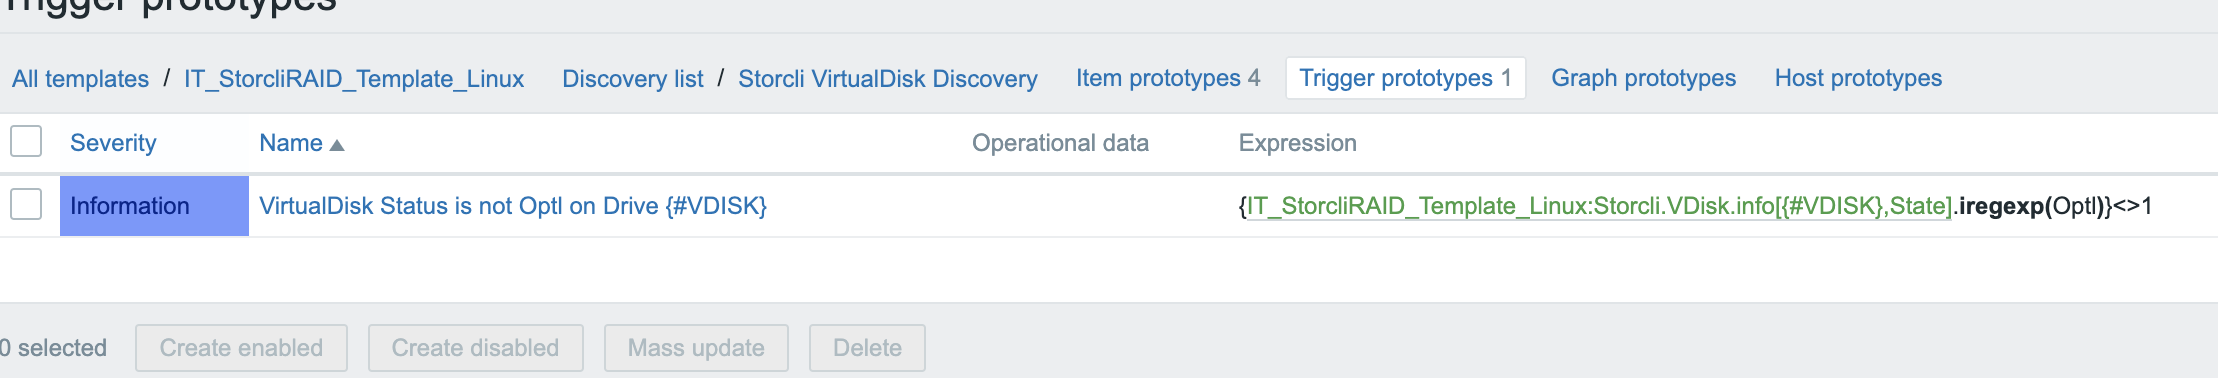 Trigger prototypes
All templates / IT_StorcliRAID_Template_Linux Discovery list / Storcli VirtualDisk Discovery Item prototypes 4 Trigger prototypes 1 Graph prototypes Host prototypes
Severity Name ▲ Operational data Expression
Information VirtualDisk Status is not Optl on Drive {#VDISK} {IT_StorcliRAID_Template_Linux:Storcli.VDisk.info[{#VDISK},State].iregexp(Optl)}<>1
0 selected Create enabled Create disabled Mass update Delete